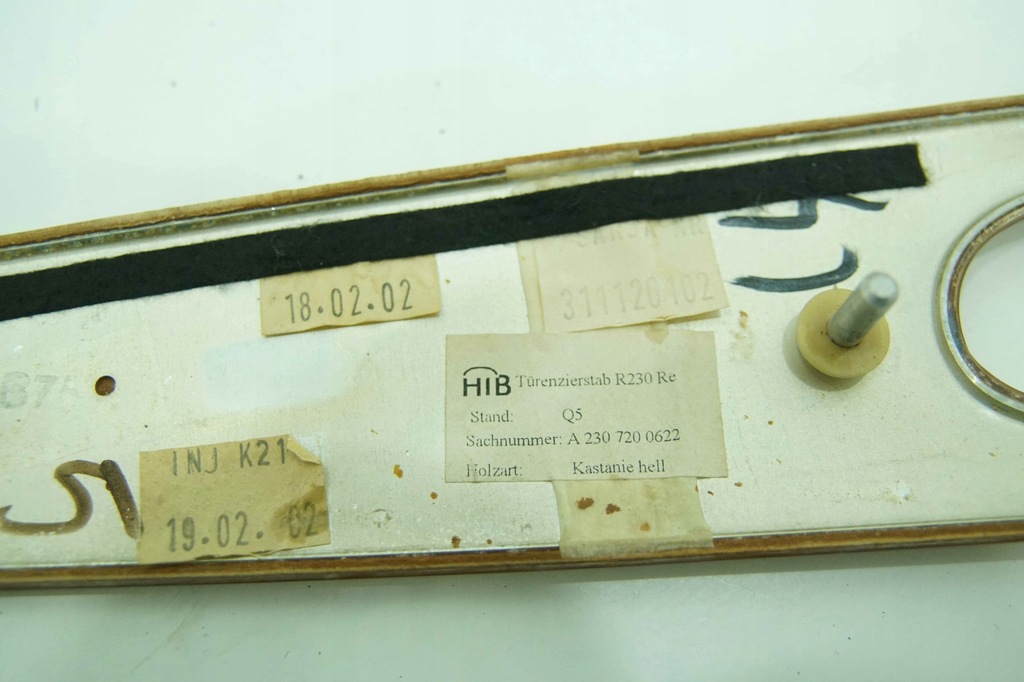 18.02.02
311120102
HIB Türenzierstab R230 Re
Stand: Q5
Sachnummer: A 230 720 0622
Holzart: Kastanie hell
INJ K21
19.02. 02